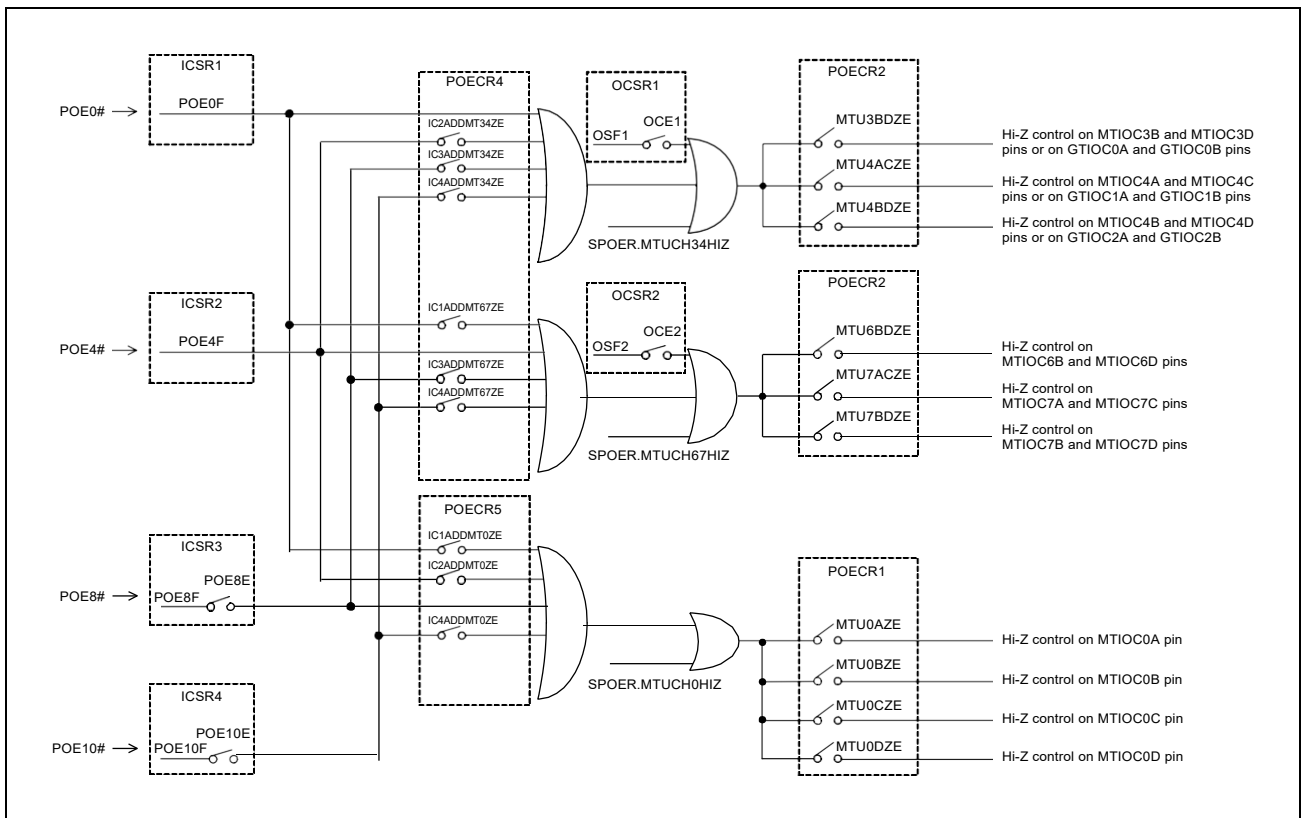 ICSR1
POE0#
POE0F
POECR4
IC2ADDMT34ZE
IC3ADDMT34ZE
IC4ADDMT34ZE
OCSR1
OSF1
OCE1
SPOER.MTUCH34HIZ
POECR2
MTU3BDZE
MTU4ACZE
MTU4BDZE
Hi-Z control on MTIOC3B and MTIOC3D
pins or on GTIOC0A and GTIOC0B pins
Hi-Z control on MTIOC4A and MTIOC4C
pins or on GTIOC1A and GTIOC1B pins
Hi-Z control on MTIOC4B and MTIOC4D
pins or on GTIOC2A and GTIOC2B
ICSR2
POE4#
POE4F
IC1ADDMT67ZE
IC3ADDMT67ZE
IC4ADDMT67ZE
OCSR2
OSF2
OCE2
SPOER.MTUCH67HIZ
POECR2
MTU6BDZE
MTU7ACZE
MTU7BDZE
Hi-Z control on
MTIOC6B and MTIOC6D pins
Hi-Z control on
MTIOC7A and MTIOC7C pins
Hi-Z control on
MTIOC7B and MTIOC7D pins
ICSR3
POE8#
POE8F
POE8E
POECR5
IC1ADDMT0ZE
IC2ADDMT0ZE
IC4ADDMT0ZE
SPOER.MTUCH0HIZ
POECR1
MTU0AZE
MTU0BZE
MTU0CZE
MTU0DZE
Hi-Z control on MTIOC0A pin
Hi-Z control on MTIOC0B pin
Hi-Z control on MTIOC0C pin
Hi-Z control on MTIOC0D pin
ICSR4
POE10#
POE10F
POE10E